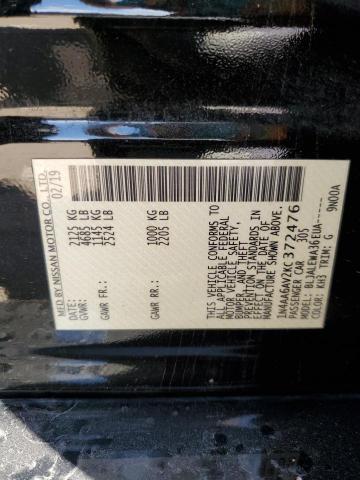 MFD BY NISSAN MOTOR CO., LTD.
02/19
GVWR: 2125 KG
4685 LB
GAWR FR.: 1145 KG
2524 LB
GAWR RR.: 1000 KG
2205 LB
THIS VEHICLE CONFORMS TO
ALL APPLICABLE FEDERAL
MOTOR VEHICLE SAFETY,
BUMPER, AND THEFT
PREVENTION STANDARDS IN
EFFECT ON THE DATE OF
MANUFACTURE SHOWN ABOVE.
1N4AA6AV2KC372476
PASSENGER CAR 305
BLJALEWA36EUA-----
COLOR: KH3 TRIM: G 9N00A